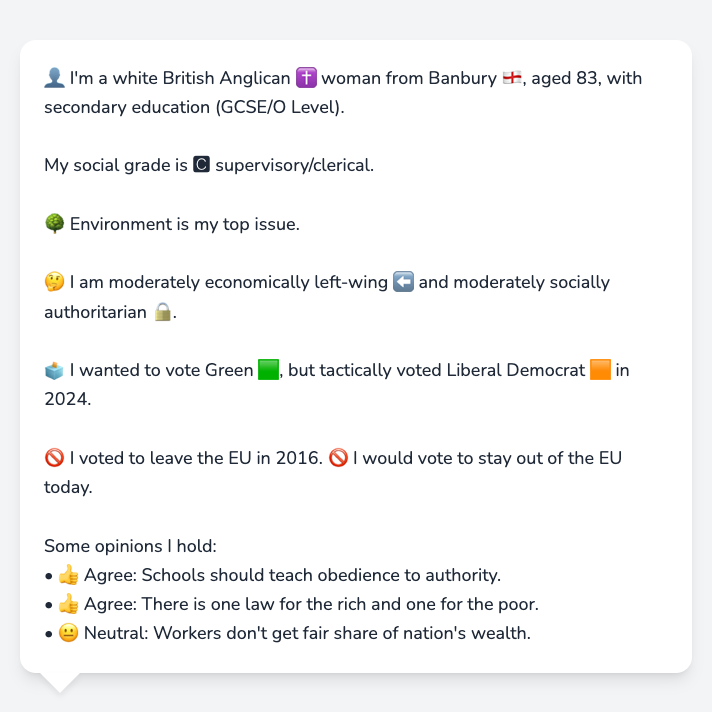 👤 I'm a white British Anglican ✝️ woman from Banbury 🏴󠁧󠁢󠁥󠁮󠁧󠁿, aged 83, with
secondary education (GCSE/O Level).
My social grade is 🅲 supervisory/clerical.
🌳 Environment is my top issue.
🤔 I am moderately economically left-wing ⬅️ and moderately socially
authoritarian 🔒.
🗳️ I wanted to vote Green 🟩, but tactically voted Liberal Democrat 🟧 in
2024.
🚫 I voted to leave the EU in 2016. 🚫 I would vote to stay out of the EU
today.
Some opinions I hold:
• 👍 Agree: Schools should teach obedience to authority.
• 👍 Agree: There is one law for the rich and one for the poor.
• 😐 Neutral: Workers don't get fair share of nation's wealth.